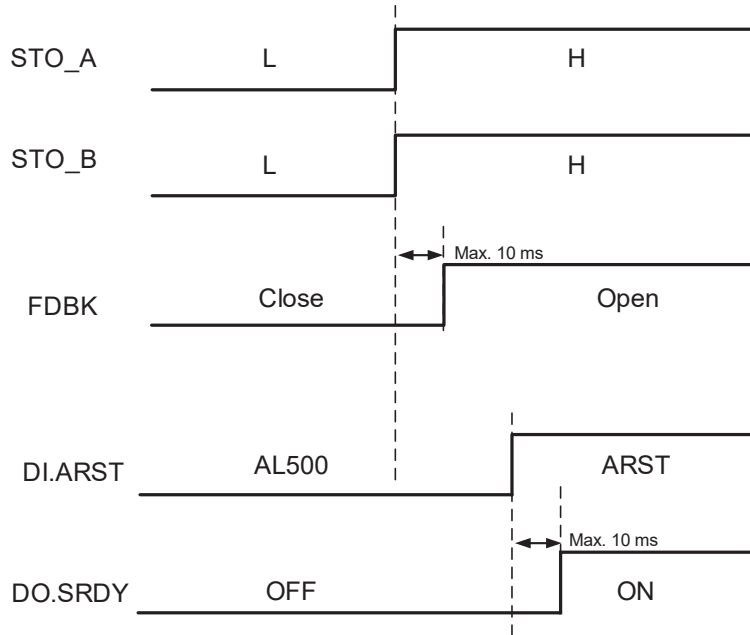 STO_A L H
STO_B L H
Max. 10 ms
FDBK Close Open
DI.ARST AL500 ARST
Max. 10 ms
DO.SRDY OFF ON